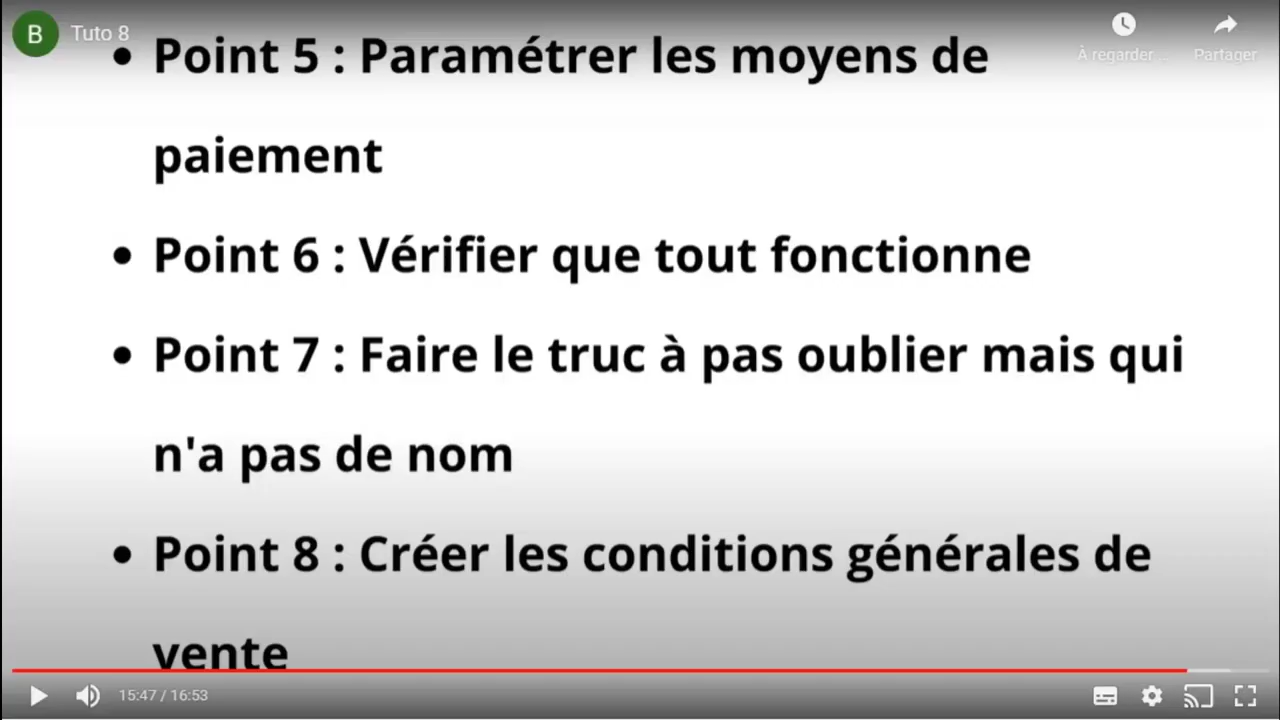 B
Tuto 8
À regarder ...
Partager
• Point 5 : Paramétrer les moyens de
paiement
• Point 6 : Vérifier que tout fonctionne
• Point 7 : Faire le truc à pas oublier mais qui
n'a pas de nom
• Point 8 : Créer les conditions générales de
vente
15:47 / 16:53